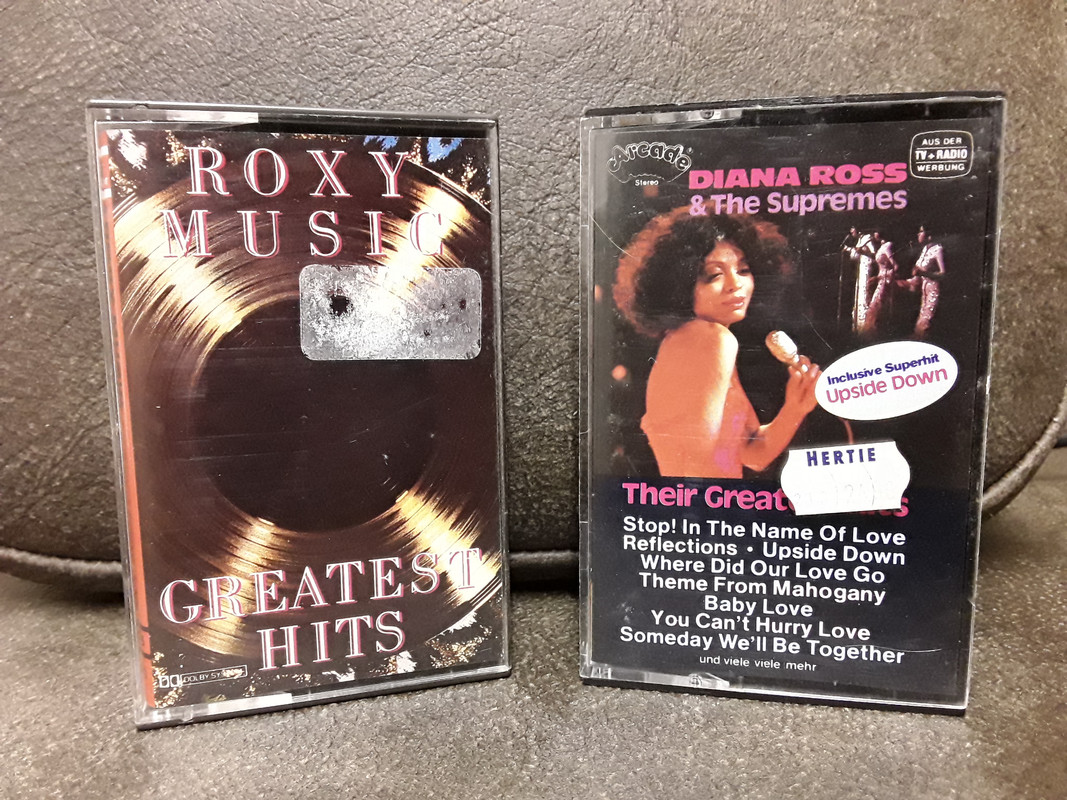 ROXY
MUSIC
GREATEST
HITS
DOLBY SYSTEM
Arcade
Stereo
AUS DER
TV + RADIO
WERBUNG
DIANA ROSS
& The Supremes
Inclusive Superhit
Upside Down
HERTIE
Their
Stop! In The Name Of Love
Reflections • Upside Down
Where Did Our Love Go
Theme From Mahogany
Baby Love
You Can't Hurry Love
Someday We'll Be Together
und viele viele mehr